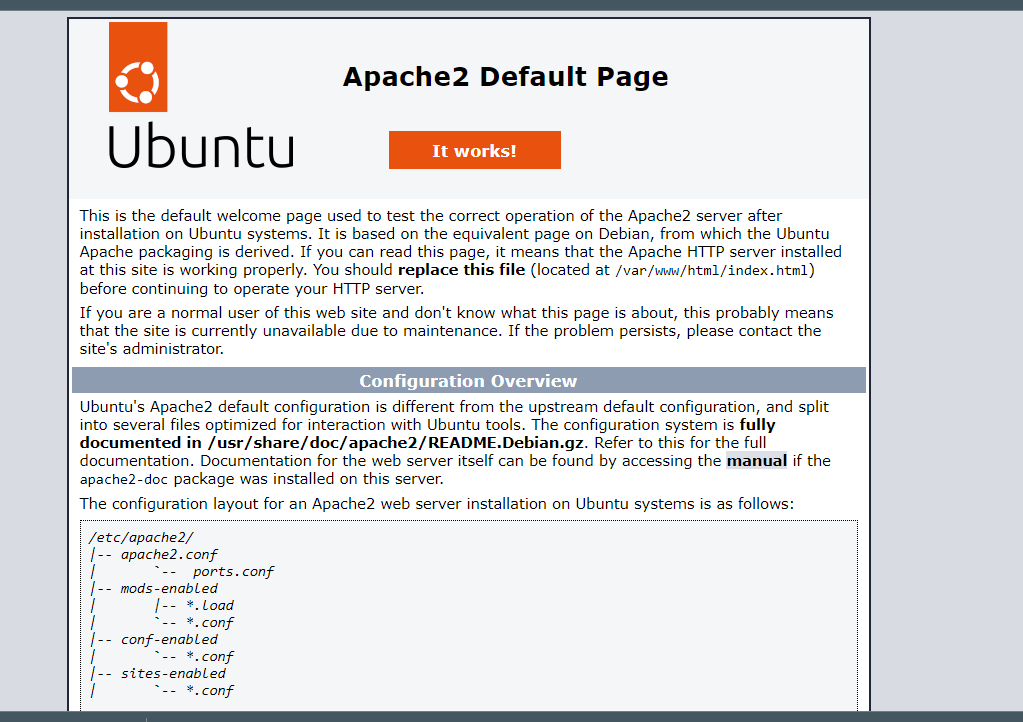 Apache2 Default Page
Ubuntu
It works!
This is the default welcome page used to test the correct operation of the Apache2 server after
installation on Ubuntu systems. It is based on the equivalent page on Debian, from which the Ubuntu
Apache packaging is derived. If you can read this page, it means that the Apache HTTP server installed
at this site is working properly. You should replace this file (located at /var/www/html/index.html)
before continuing to operate your HTTP server.
If you are a normal user of this web site and don't know what this page is about, this probably means
that the site is currently unavailable due to maintenance. If the problem persists, please contact the
site's administrator.
Configuration Overview
Ubuntu's Apache2 default configuration is different from the upstream default configuration, and split
into several files optimized for interaction with Ubuntu tools. The configuration system is fully
documented in /usr/share/doc/apache2/README.Debian.gz. Refer to this for the full
documentation. Documentation for the web server itself can be found by accessing the manual if the
apache2-doc package was installed on this server.
The configuration layout for an Apache2 web server installation on Ubuntu systems is as follows:
/etc/apache2/
|-- apache2.conf
|       `--  ports.conf
|-- mods-enabled
|       |-- *.load
|       `-- *.conf
|-- conf-enabled
|       `-- *.conf
|-- sites-enabled
|       `-- *.conf